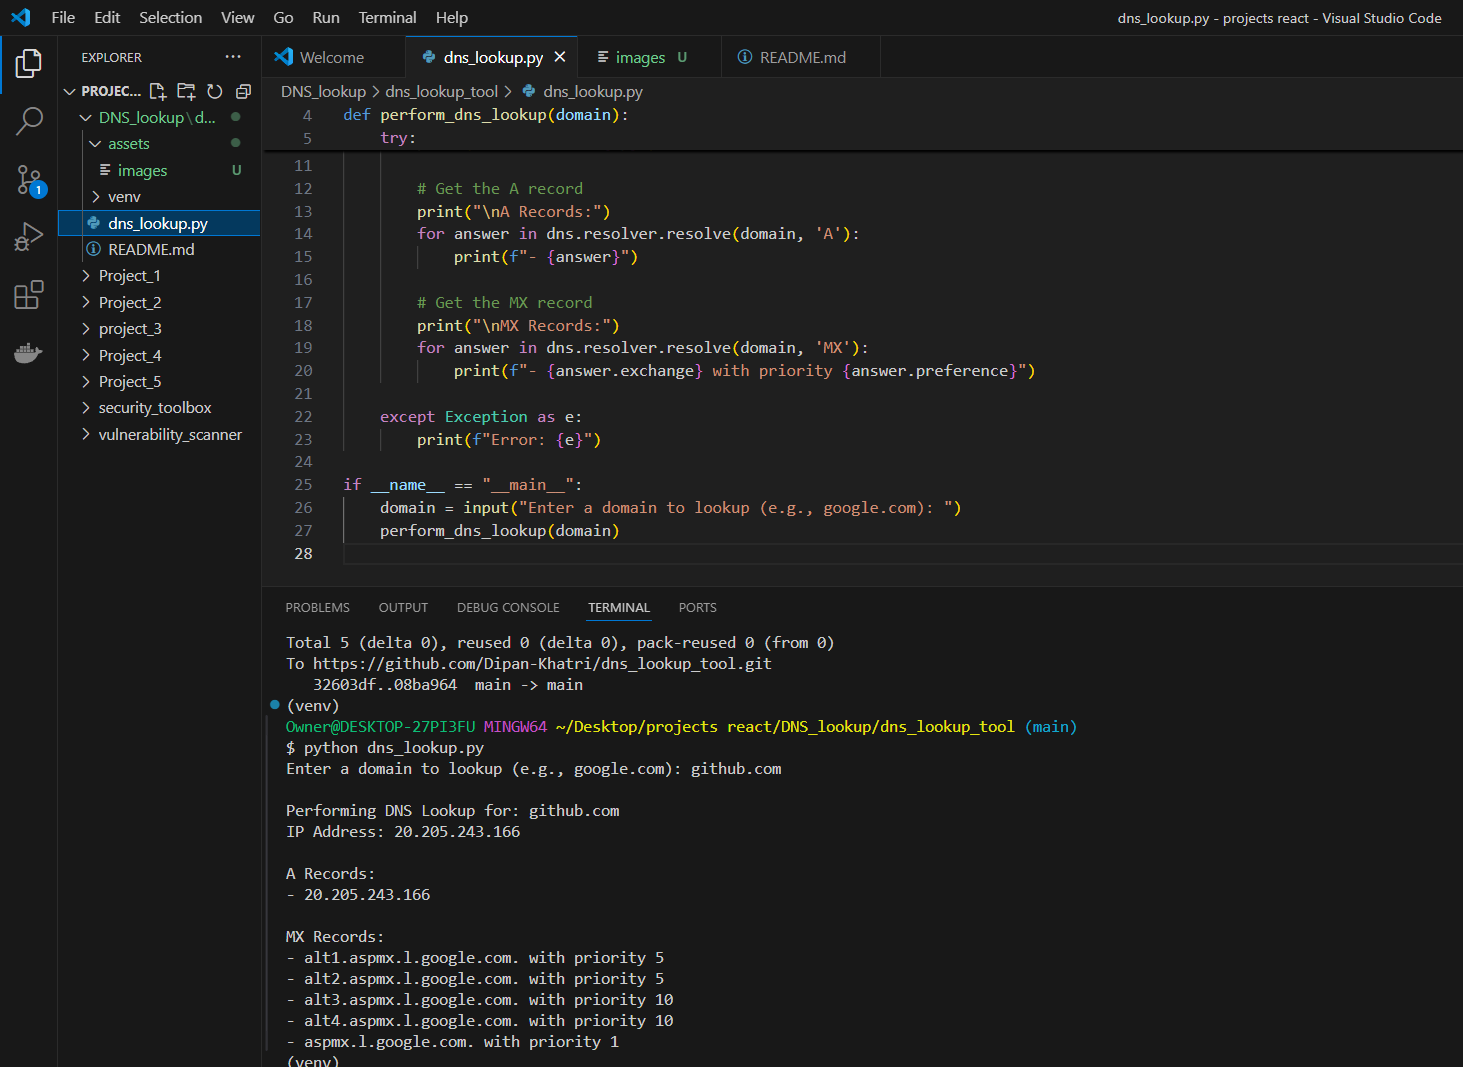 File Edit Selection View Go Run Terminal Help
dns_lookup.py - projects react - Visual Studio Code
EXPLORER
Welcome
dns_lookup.py
images U
README.md
PROJEC...
DNS_lookup\d...
assets
images U
venv
dns_lookup.py
README.md
Project_1
Project_2
project_3
Project_4
Project_5
security_toolbox
vulnerability_scanner
1
DNS_lookup > dns_lookup_tool > dns_lookup.py
4 def perform_dns_lookup(domain):
5 try:
11
12 # Get the A record
13 print("\nA Records:")
14 for answer in dns.resolver.resolve(domain, 'A'):
15 print(f"- {answer}")
16
17 # Get the MX record
18 print("\nMX Records:")
19 for answer in dns.resolver.resolve(domain, 'MX'):
20 print(f"- {answer.exchange} with priority {answer.preference}")
21
22 except Exception as e:
23 print(f"Error: {e}")
24
25 if __name__ == "__main__":
26 domain = input("Enter a domain to lookup (e.g., google.com): ")
27 perform_dns_lookup(domain)
28
PROBLEMS OUTPUT DEBUG CONSOLE TERMINAL PORTS
Total 5 (delta 0), reused 0 (delta 0), pack-reused 0 (from 0)
To https://github.com/Dipan-Khatri/dns_lookup_tool.git
32603df..08ba964 main -> main
(venv)
Owner@DESKTOP-27PI3FU MINGW64 ~/Desktop/projects react/DNS_lookup/dns_lookup_tool (main)
$ python dns_lookup.py
Enter a domain to lookup (e.g., google.com): github.com
Performing DNS Lookup for: github.com
IP Address: 20.205.243.166
A Records:
- 20.205.243.166
MX Records:
- alt1.aspmx.l.google.com. with priority 5
- alt2.aspmx.l.google.com. with priority 5
- alt3.aspmx.l.google.com. with priority 10
- alt4.aspmx.l.google.com. with priority 10
- aspmx.l.google.com. with priority 1
(venv)